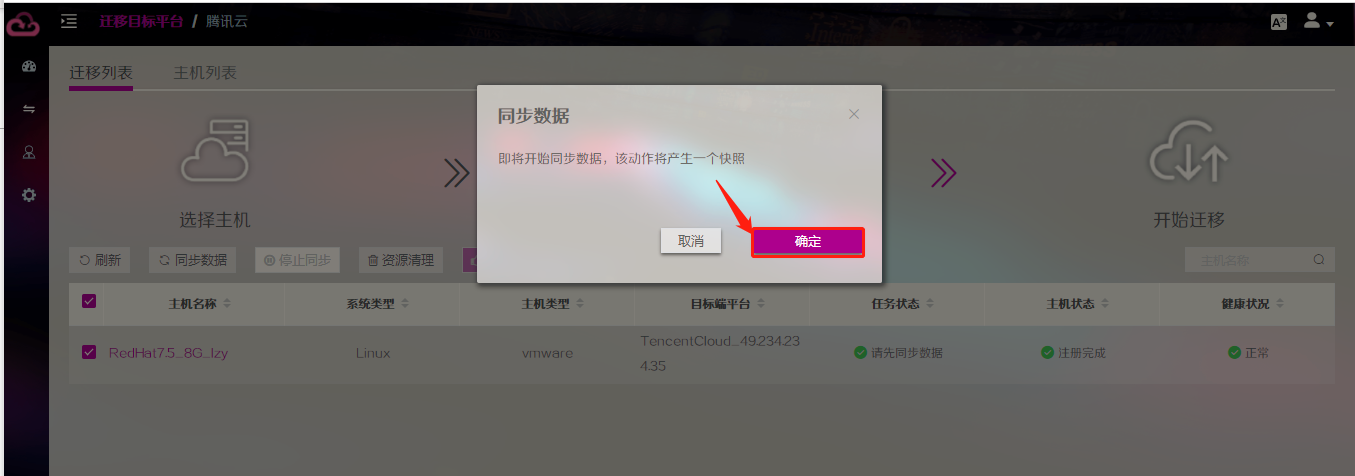 迁移目标平台 / 腾讯云
迁移列表 主机列表
同步数据
即将开始同步数据，该动作将产生一个快照
取消 确定
选择主机 开始迁移
刷新 同步数据 停止同步 资源清理 主机名称
主机名称 系统类型 主机类型 目标端平台 任务状态 主机状态 健康状况
RedHat7.5_8G_lzy Linux vmware TencentCloud_49.234.23 请先同步数据 注册完成 正常
4.35